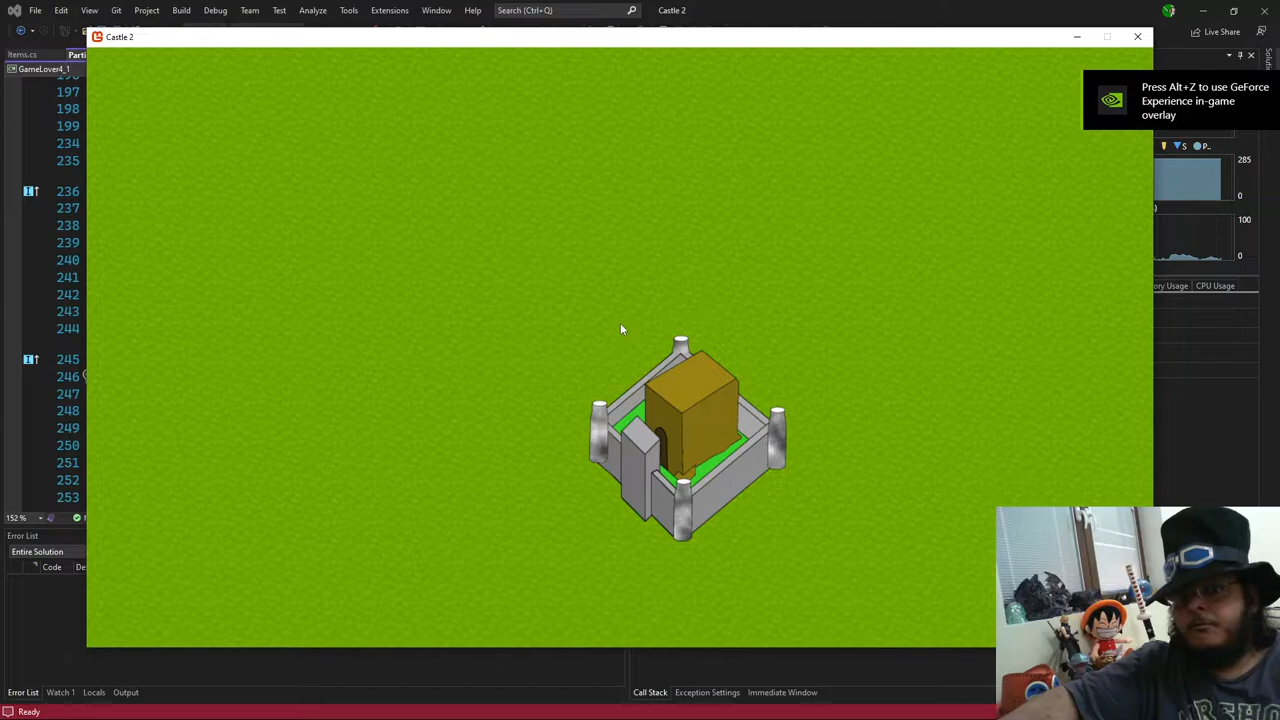 File Edit View Git Project Build Debug Test Analyze Tools Extensions Window Help Search (Ctrl+Q) Castle 2
Live Share
Castle 2
Items.cs Parti
GameLover4_1
Press Alt+Z to use GeForce
Experience in-game
overlay
197
198
199
234
235
236
237
238
239
240
241
242
243
244
245
246
247
248
249
250
251
252
253
S P..
285
0
100
0
ory Usage CPU Usage
152 %
Error List
Entire Solution
Code De
Error List Watch 1 Locals Output
Call Stack Exception Settings Immediate Window
Ready